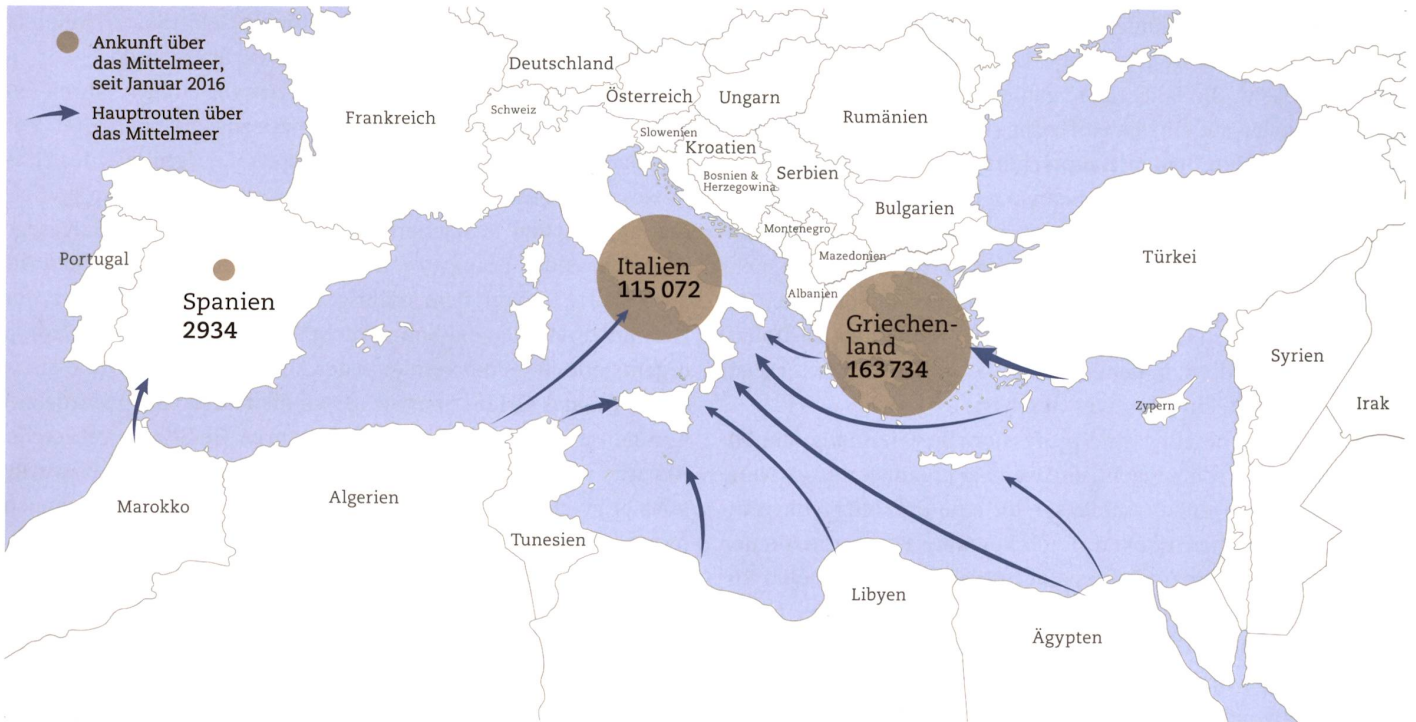 Ankunft über
das Mittelmeer,
seit Januar 2016
Hauptrouten über
das Mittelmeer
Deutschland
Österreich
Ungarn
Schweiz
Frankreich
Rumänien
Slowenien
Kroatien
Bosnien &
Herzegowina
Serbien
Bulgarien
Montenegro
Mazedonien
Albanien
Portugal
Spanien
2934
Italien
115 072
Griechen-
land
163 734
Türkei
Syrien
Zypern
Irak
Marokko
Algerien
Tunesien
Libyen
Ägypten